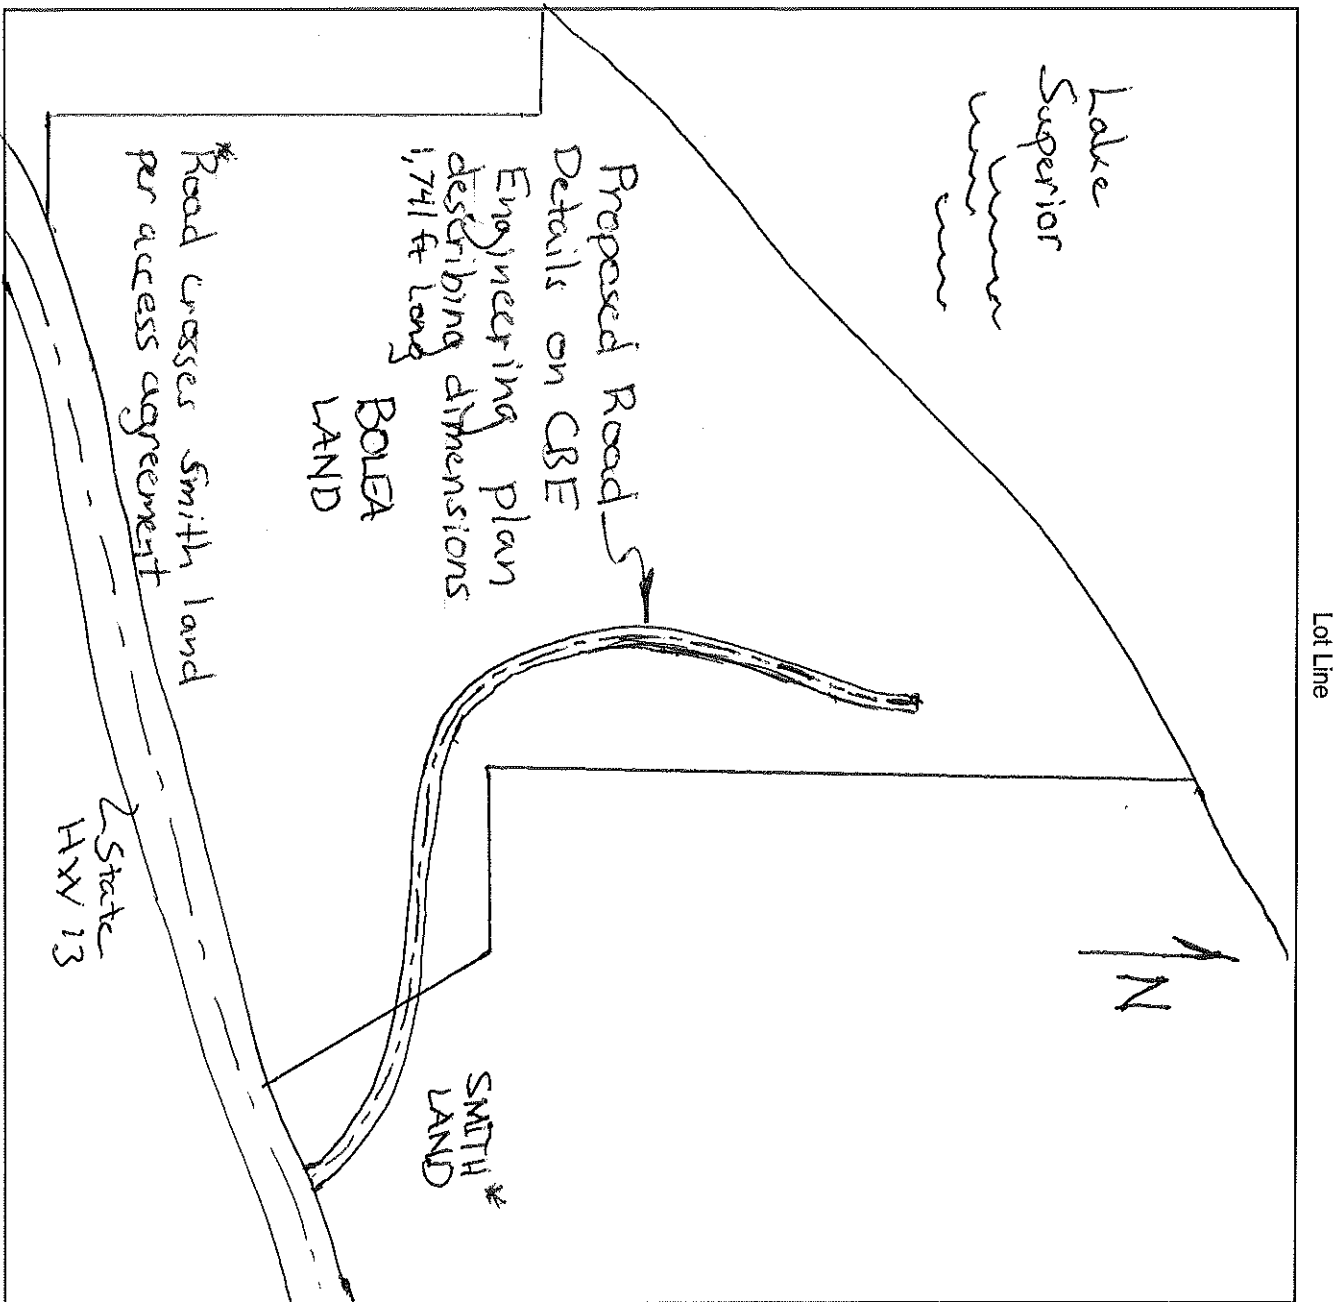 Lot Line
Lake
Superior
N
Proposed Road
Details on CBE
Engineering plan
describing dimensions
1,741 ft long
BOLEA
LAND
SMITH *
LAND
*Road crosses Smith land
per access agreement
State
HWY 13